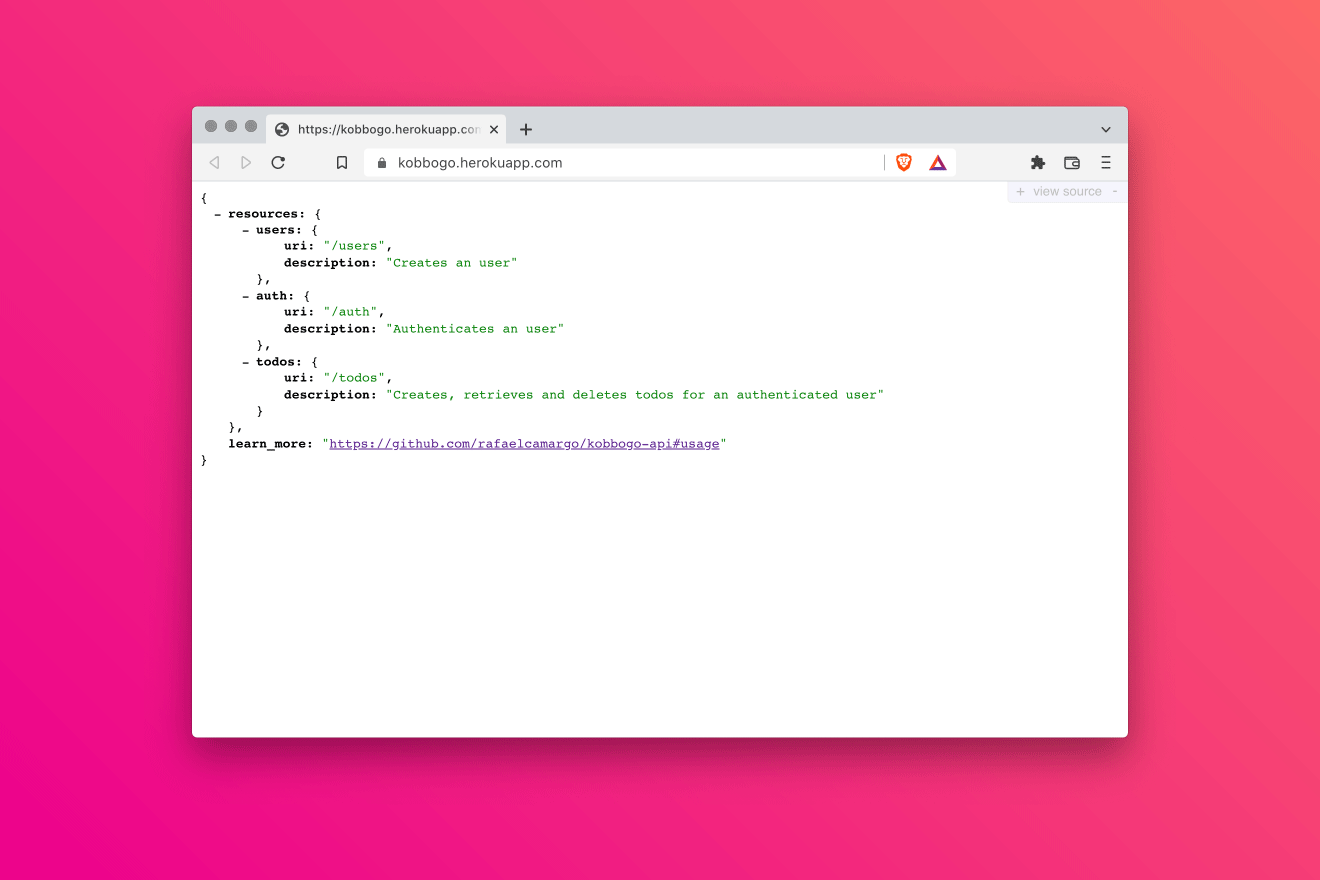 https://kobbogo.herokuapp.con
kobbogo.herokuapp.com
+ view source -
{
– resources: {
– users: {
uri: "/users",
description: "Creates an user"
},
– auth: {
uri: "/auth",
description: "Authenticates an user"
},
– todos: {
uri: "/todos",
description: "Creates, retrieves and deletes todos for an authenticated user"
}
},
learn_more: "https://github.com/rafaelcamargo/kobbogo-api#usage"
}